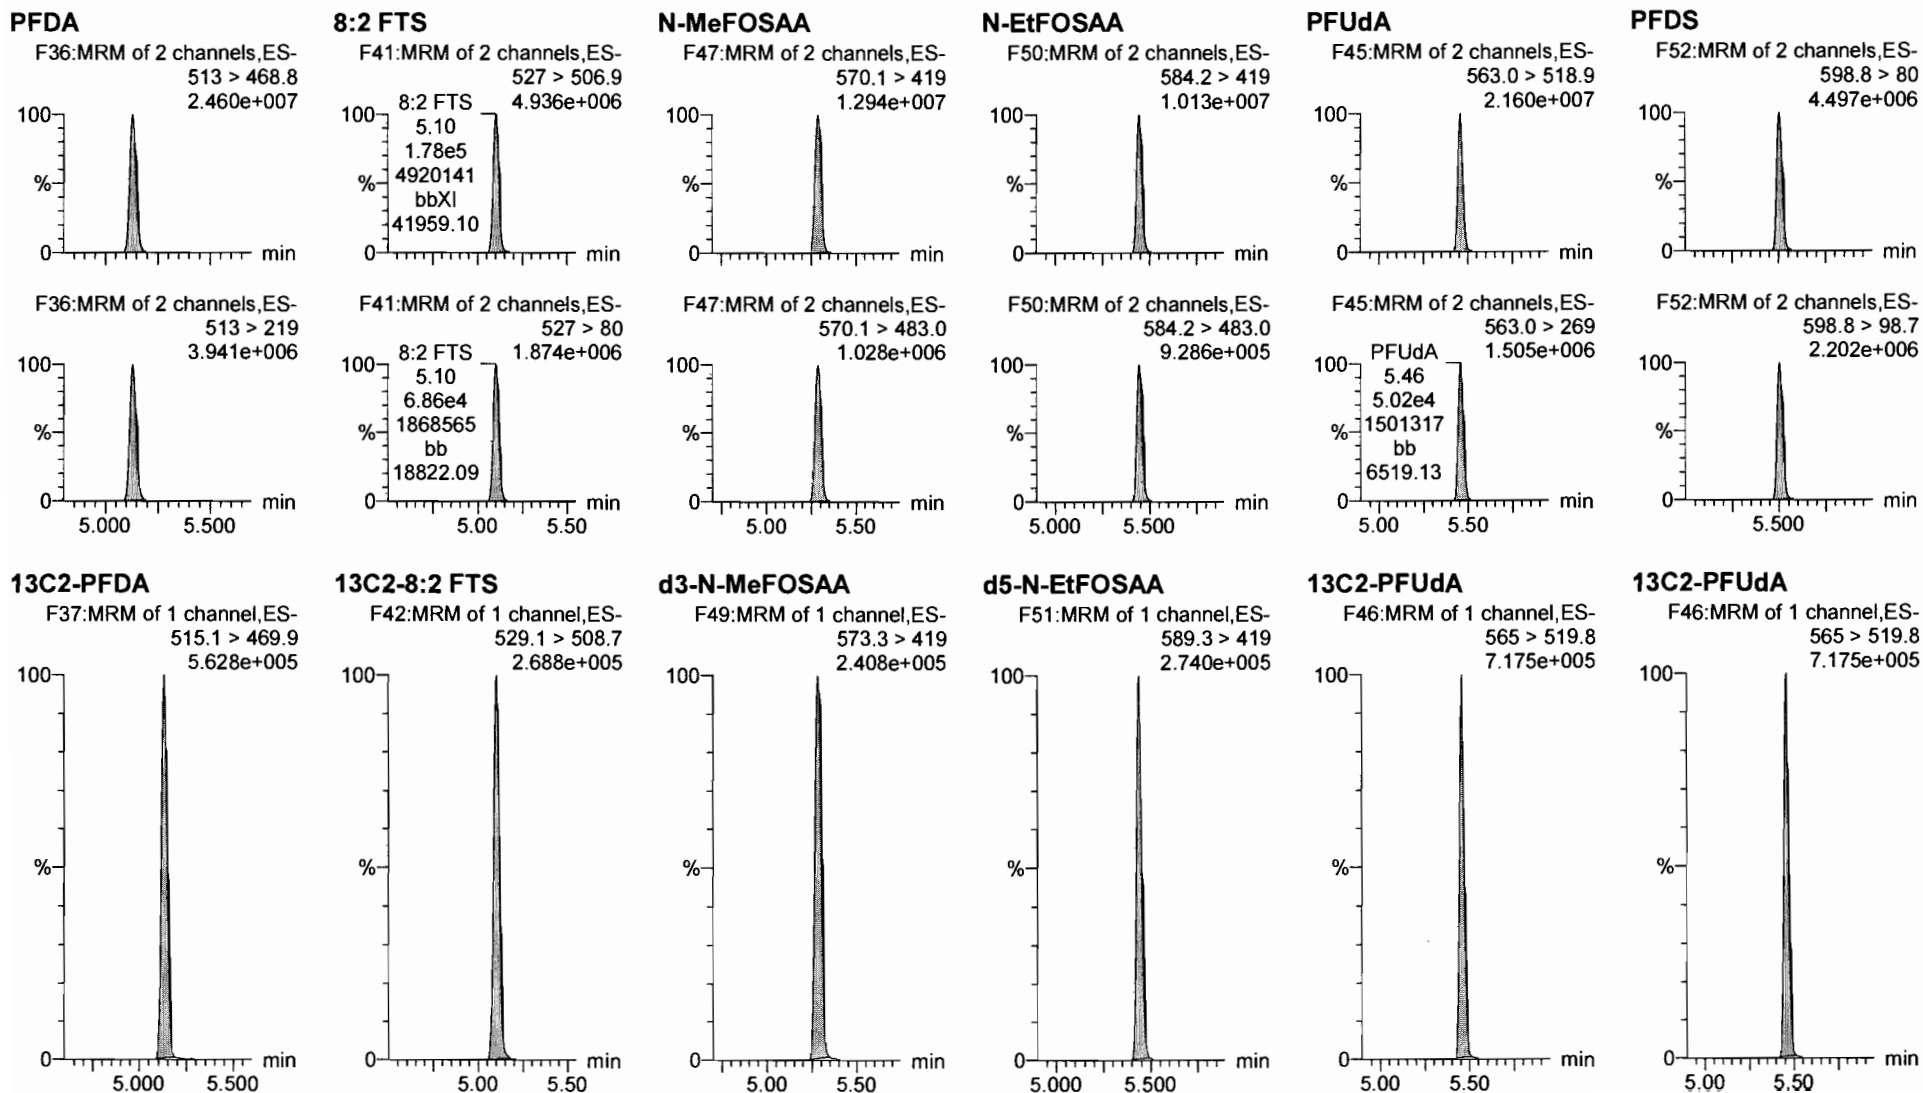 PFDA
F36:MRM of 2 channels,ES-
513 > 468.8
2.460e+007
100
%
0
min
8:2 FTS
F41:MRM of 2 channels,ES-
527 > 506.9
4.936e+006
8:2 FTS
5.10
1.78e5
4920141
bbXI
41959.10
100
%
0
min
N-MeFOSAA
F47:MRM of 2 channels,ES-
570.1 > 419
1.294e+007
100
%
0
min
N-EtFOSAA
F50:MRM of 2 channels,ES-
584.2 > 419
1.013e+007
100
%
0
min
PFUdA
F45:MRM of 2 channels,ES-
563.0 > 518.9
2.160e+007
100
%
0
min
PFDS
F52:MRM of 2 channels,ES-
598.8 > 80
4.497e+006
100
%
0
min
F36:MRM of 2 channels,ES-
513 > 219
3.941e+006
100
%
0
min
5.000 5.500
F41:MRM of 2 channels,ES-
527 > 80
1.874e+006
8:2 FTS
5.10
6.86e4
1868565
bb
18822.09
100
%
0
min
5.00 5.50
F47:MRM of 2 channels,ES-
570.1 > 483.0
1.028e+006
100
%
0
min
5.00 5.50
F50:MRM of 2 channels,ES-
584.2 > 483.0
9.286e+005
100
%
0
min
5.000 5.500
F45:MRM of 2 channels,ES-
563.0 > 269
1.505e+006
PFUdA
5.46
5.02e4
1501317
bb
6519.13
100
%
0
min
5.00 5.50
F52:MRM of 2 channels,ES-
598.8 > 98.7
2.202e+006
100
%
0
min
5.500
13C2-PFDA
F37:MRM of 1 channel,ES-
515.1 > 469.9
5.628e+005
100
%
0
min
5.000 5.500
13C2-8:2 FTS
F42:MRM of 1 channel,ES-
529.1 > 508.7
2.688e+005
100
%
0
min
5.00 5.50
d3-N-MeFOSAA
F49:MRM of 1 channel,ES-
573.3 > 419
2.408e+005
100
%
0
min
5.00 5.50
d5-N-EtFOSAA
F51:MRM of 1 channel,ES-
589.3 > 419
2.740e+005
100
%
0
min
5.000 5.500
13C2-PFUdA
F46:MRM of 1 channel,ES-
565 > 519.8
7.175e+005
100
%
0
min
5.00 5.50
13C2-PFUdA
F46:MRM of 1 channel,ES-
565 > 519.8
7.175e+005
100
%
0
min
5.00 5.50